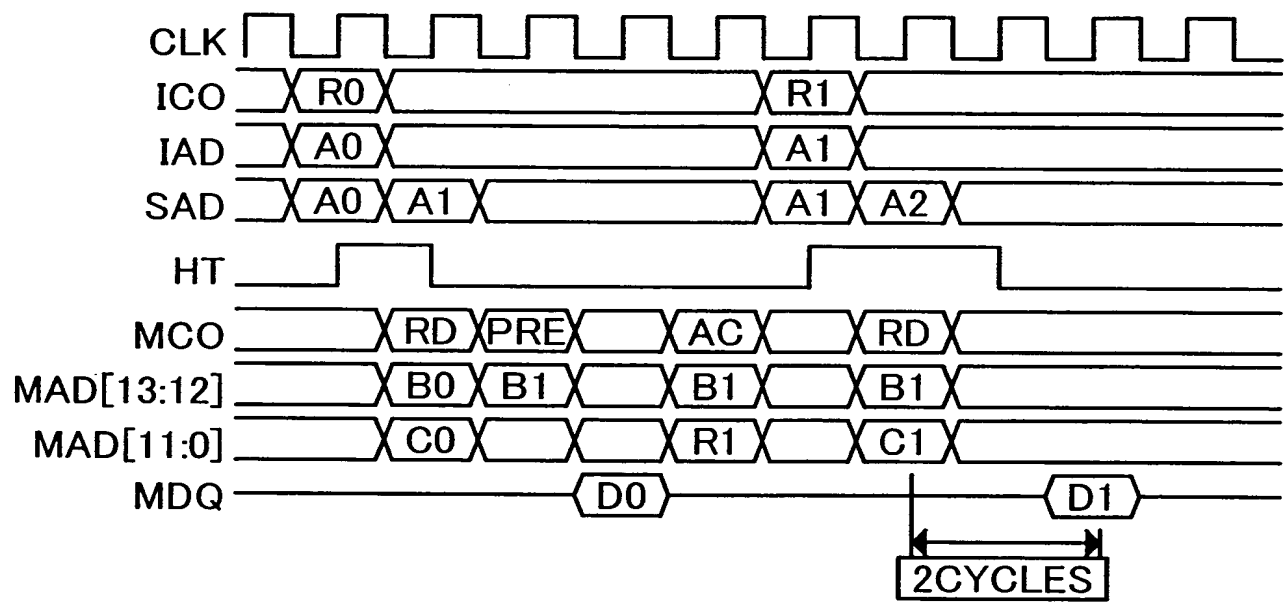 CLK
ICO R0 R1
IAD A0 A1
SAD A0 A1 A1 A2
HT
MCO RD PRE AC RD
MAD[13:12] B0 B1 B1 B1
MAD[11:0] C0 R1 C1
MDQ D0 D1
2CYCLES